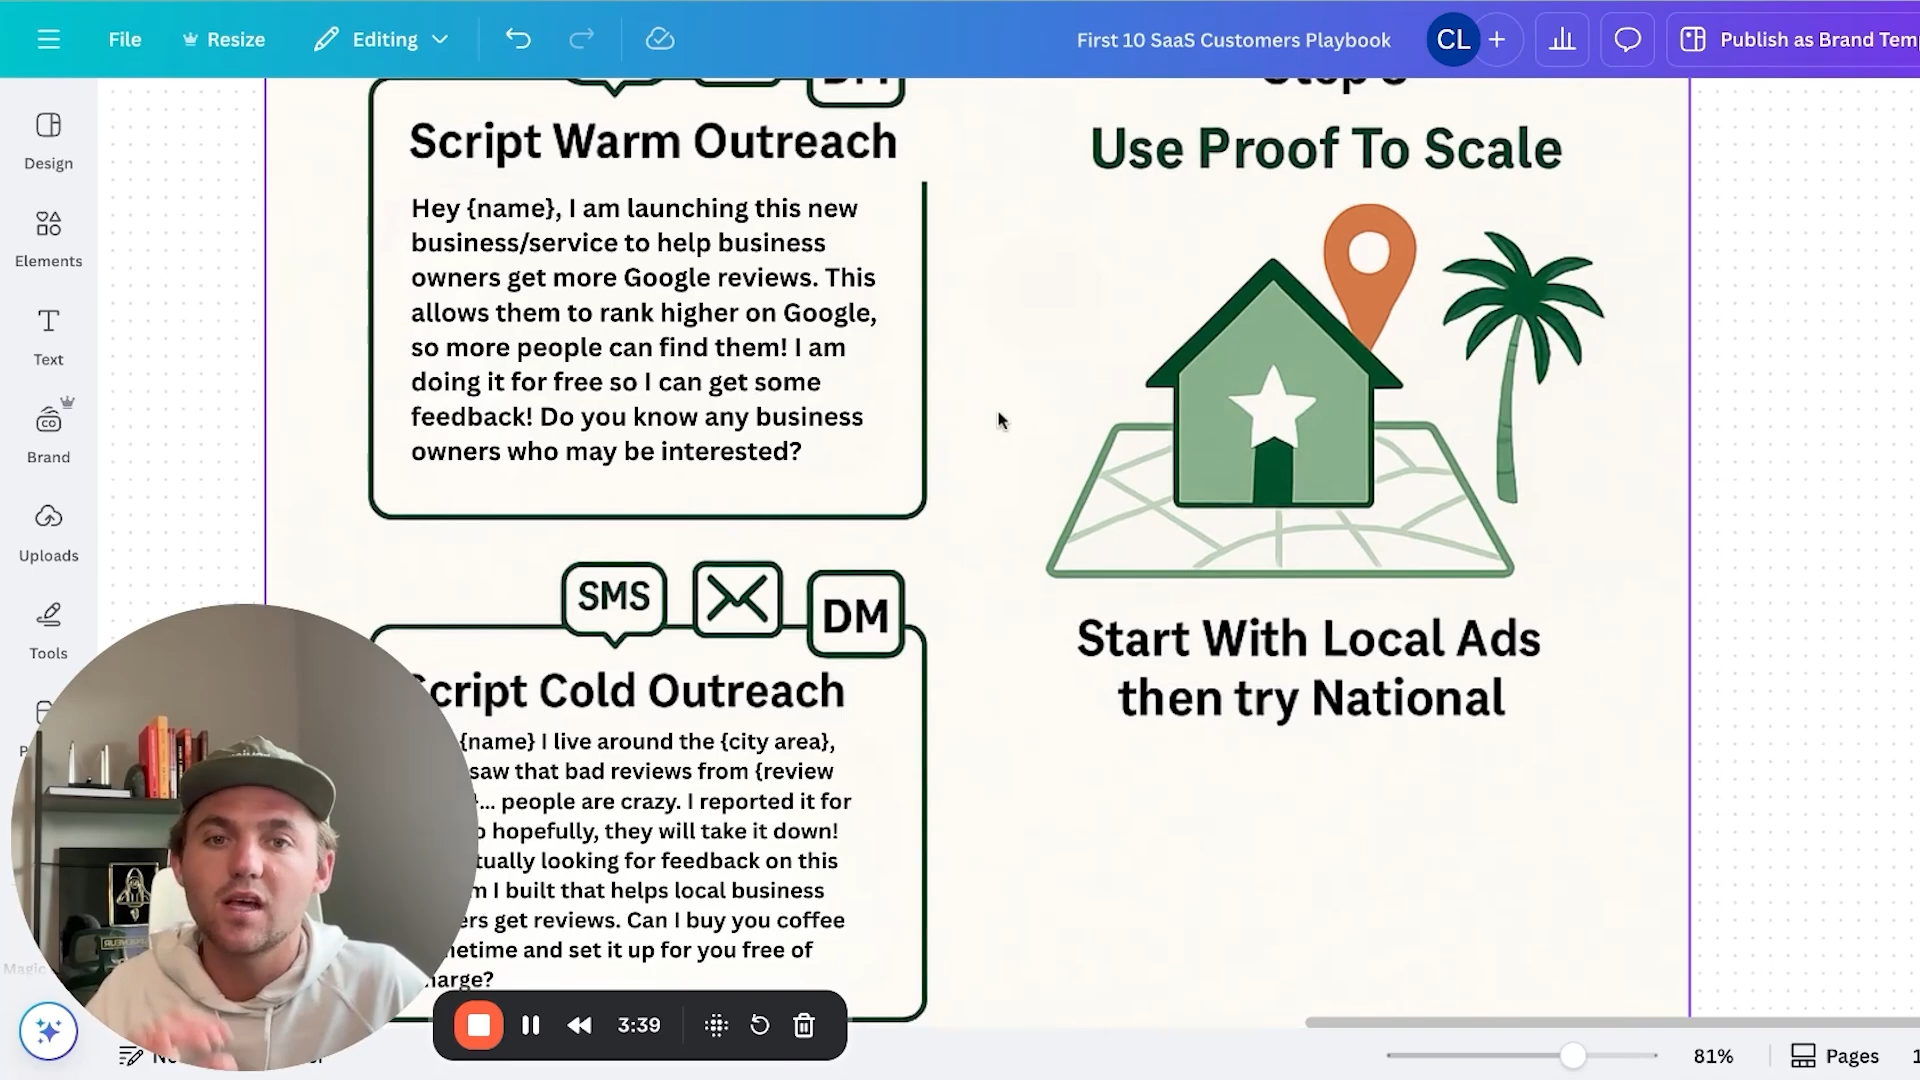 File
Resize
Editing
First 10 SaaS Customers Playbook
CL
Publish as Brand
Design
Elements
Text
Brand
Uploads
Tools
Magic
DM
Script Warm Outreach
Hey {name}, I am launching this new
business/service to help business
owners get more Google reviews. This
allows them to rank higher on Google,
so more people can find them! I am
doing it for free so I can get some
feedback! Do you know any business
owners who may be interested?
SMS
DM
Script Cold Outreach
{name} I live around the {city area},
saw that bad reviews from {review
... people are crazy. I reported it for
hopefully, they will take it down!
looking for feedback on this
I built that helps local business
get reviews. Can I buy you coffee
and set it up for you free of
Step
Use Proof To Scale
Start With Local Ads
then try National
3:39
81%
Pages